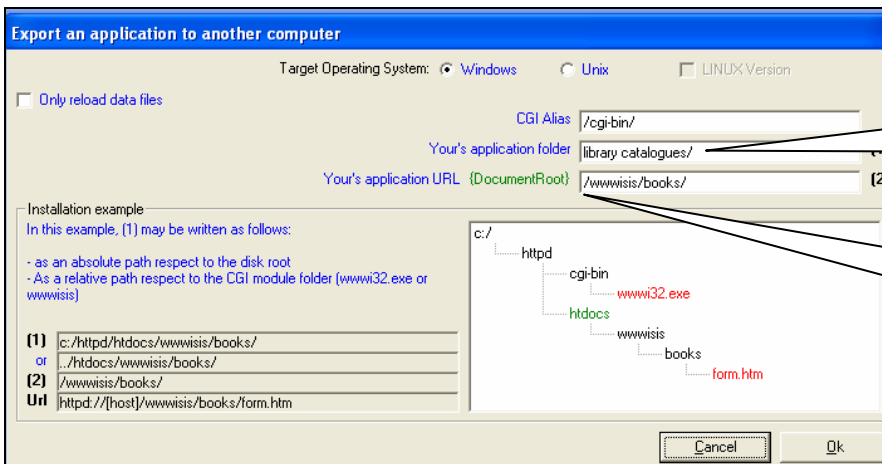 Export an application to another computer
Target Operating System: Windows Unix LINUX Version
Only reload data files
CGI Alias /cgi-bin/
Your's application folder library catalogues/
Your's application URL {DocumentRoot} /wwwisis/books/ (2
Installation example
In this example, (1) may be written as follows:
- as an absolute path respect to the disk root
- As a relative path respect to the CGI module folder (wwwi32.exe or
wwwisis)
(1) c:/httpd/htdocs/wwwisis/books/
or ../htdocs/wwwisis/books/
(2) /wwwisis/books/
Url httpd://[host]/wwwisis/books/form.htm
c:/
httpd
cgi-bin
wwwi32.exe
htdocs
wwwisis
books
form.htm
Cancel Ok